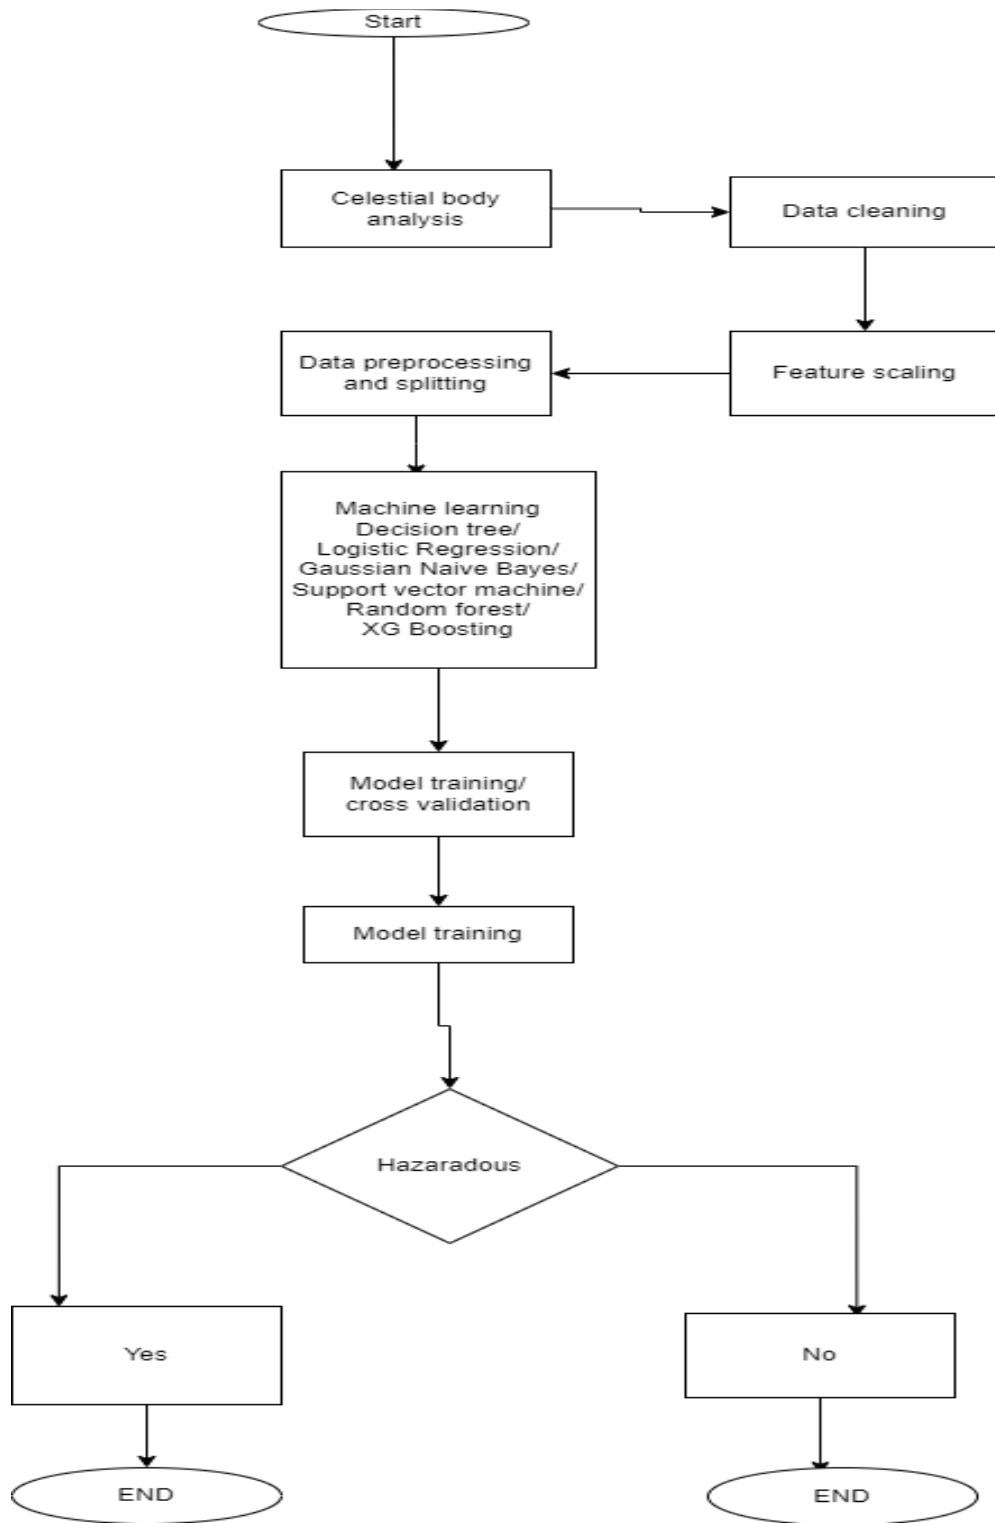 Start
Celestial body
analysis
Data cleaning
Feature scaling
Data preprocessing
and splitting
Machine learning
Decision tree/
Logistic Regression/
Gaussian Naive Bayes/
Support vector machine/
Random forest/
XG Boosting
Model training/
cross validation
Model training
Hazaradous
Yes
No
END
END